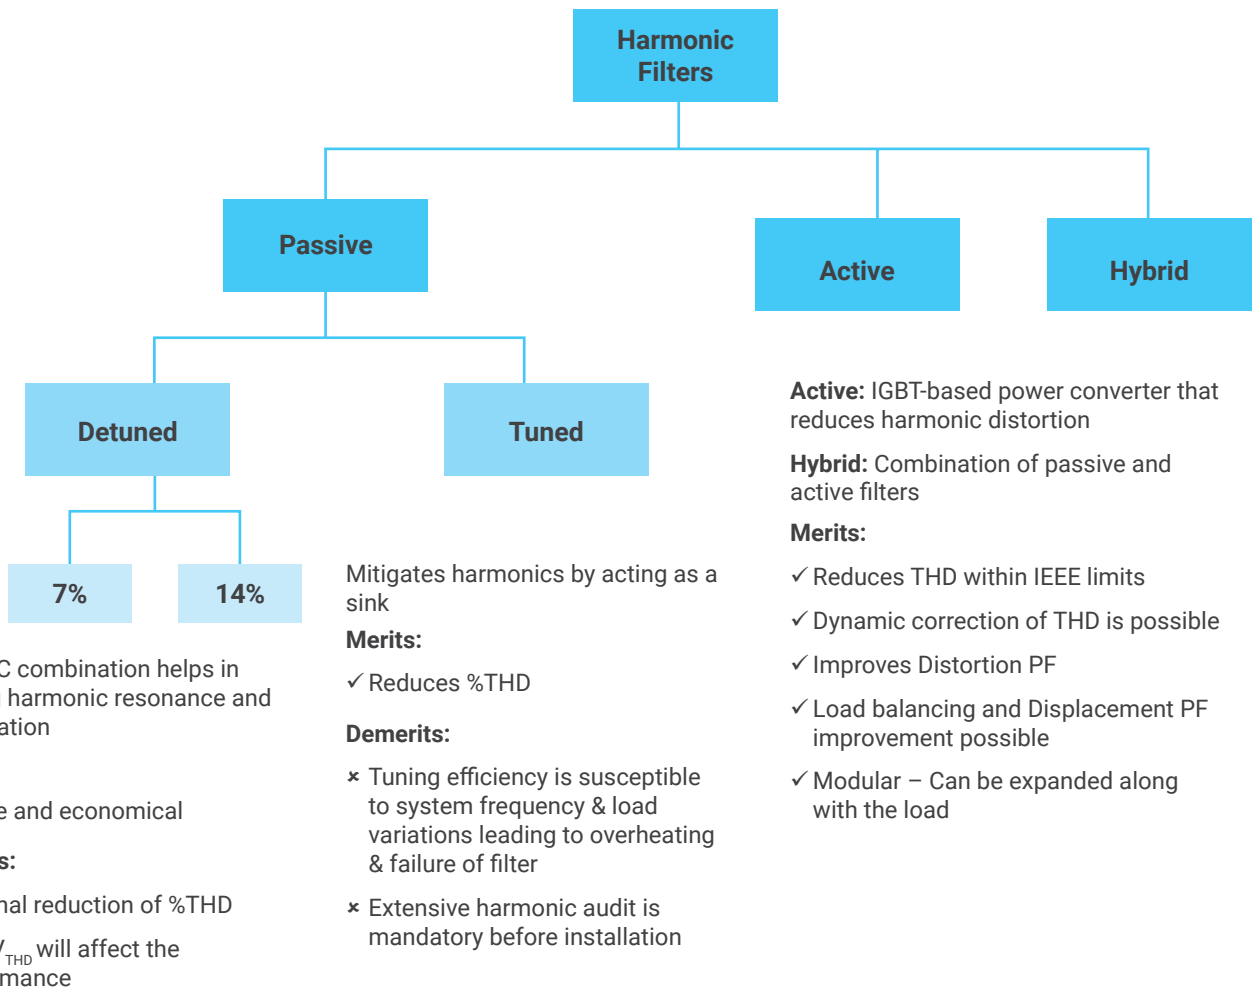 Harmonic
Filters
Passive
Active
Hybrid
Detuned
Tuned
7%
14%
C combination helps in
harmonic resonance and
Mitigates harmonics by acting as a
sink
Merits:
✓ Reduces %THD
Demerits:
× Tuning efficiency is susceptible
to system frequency & load
variations leading to overheating
& failure of filter
× Extensive harmonic audit is
mandatory before installation
and economical
reduction of %THD
will affect the
Active: IGBT-based power converter that
reduces harmonic distortion
Hybrid: Combination of passive and
active filters
Merits:
✓ Reduces THD within IEEE limits
✓ Dynamic correction of THD is possible
✓ Improves Distortion PF
✓ Load balancing and Displacement PF
improvement possible
✓ Modular – Can be expanded along
with the load